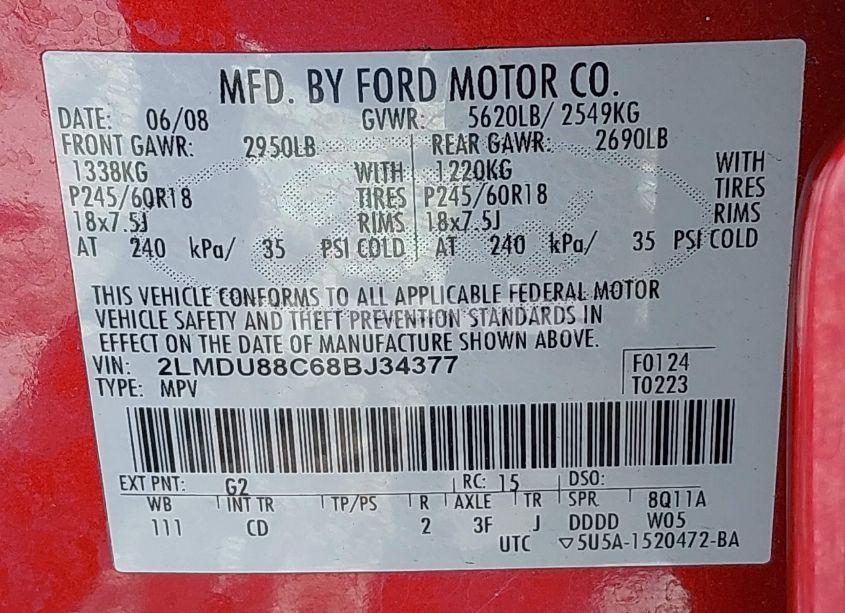 MFD. BY FORD MOTOR CO.
DATE: 06/08 GVWR: 5620LB/ 2549KG
FRONT GAWR: 2950LB REAR GAWR: 2690LB
1338KG WITH 1220KG WITH
P245/60R18 TIRES P245/60R18 TIRES
18x7.5J RIMS 18x7.5J RIMS
AT 240 kPa/ 35 PSI COLD AT 240 kPa/ 35 PSI COLD
THIS VEHICLE CONFORMS TO ALL APPLICABLE FEDERAL MOTOR
VEHICLE SAFETY AND THEFT PREVENTION STANDARDS IN
EFFECT ON THE DATE OF MANUFACTURE SHOWN ABOVE.
VIN: 2LMDU88C68BJ34377 F0124
TYPE: MPV T0223
EXT PNT: G2 RC: 15 DSO:
WB INT TR TP/PS R AXLE TR SPR 8Q11A
111 CD 2 3F J DDDD W05
UTC ▽5U5A-1520472-BA